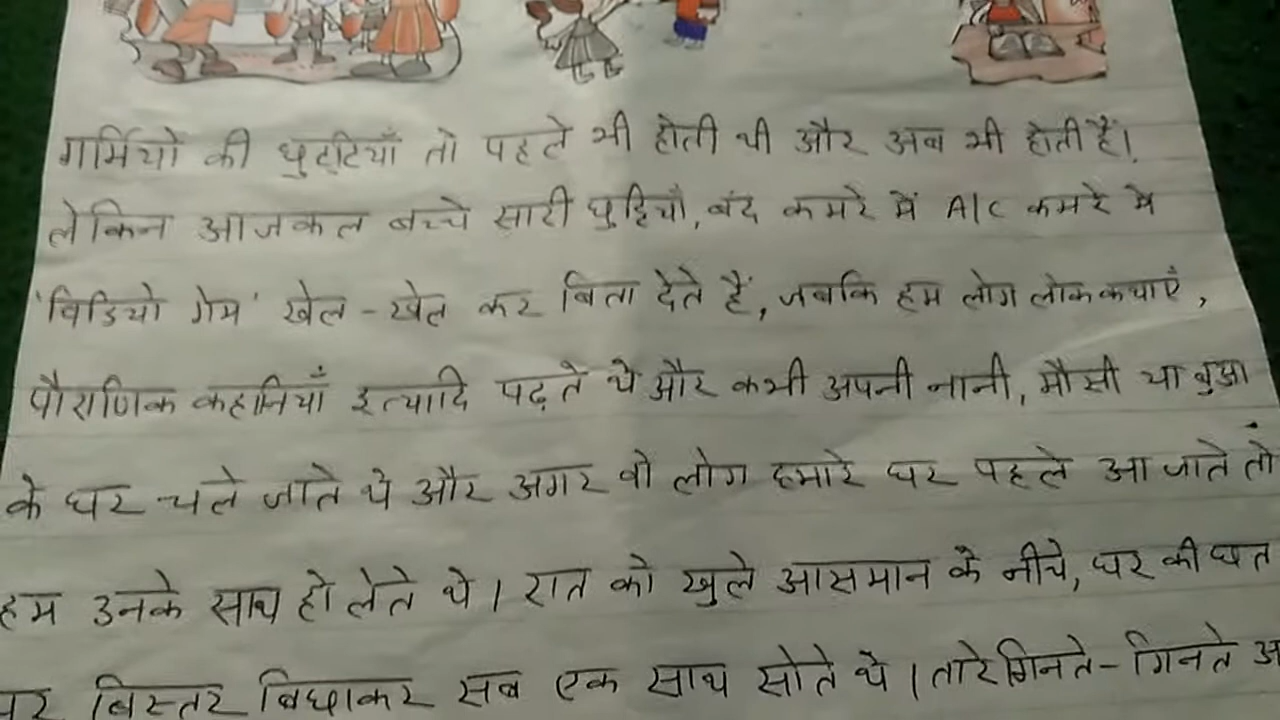 गर्मियों की छुट्टियाँ तो पहले भी होती थी और अब भी होती हैं।
लेकिन आजकल बच्चे सारी छुट्टियाँ, बंद कमरे में A/C कमरे में
'विडियो गेम' खेल-खेल कर बिता देते हैं, जबकि हम लोग लोककथाएँ,
पौराणिक कहानियाँ इत्यादि पढ़ते थे और कभी अपनी नानी, मौसी या बुआ
के घर चले जाते थे और अगर वो लोग हमारे घर पहले आ जाते तो
हम उनके साथ हो लेते थे। रात को खुले आसमान के नीचे, घर की छत
पर बिस्तर बिछाकर सब एक साथ सोते थे। तारे गिनते-गिनते